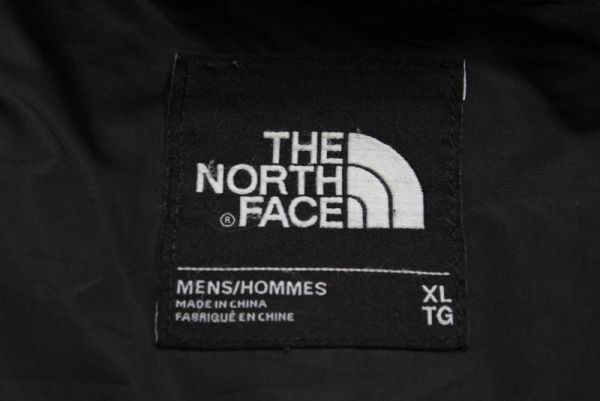 THE
NORTH
® FACE
MENS/HOMMES XL
MADE IN CHINA
FABRIQUÉ EN CHINE TG